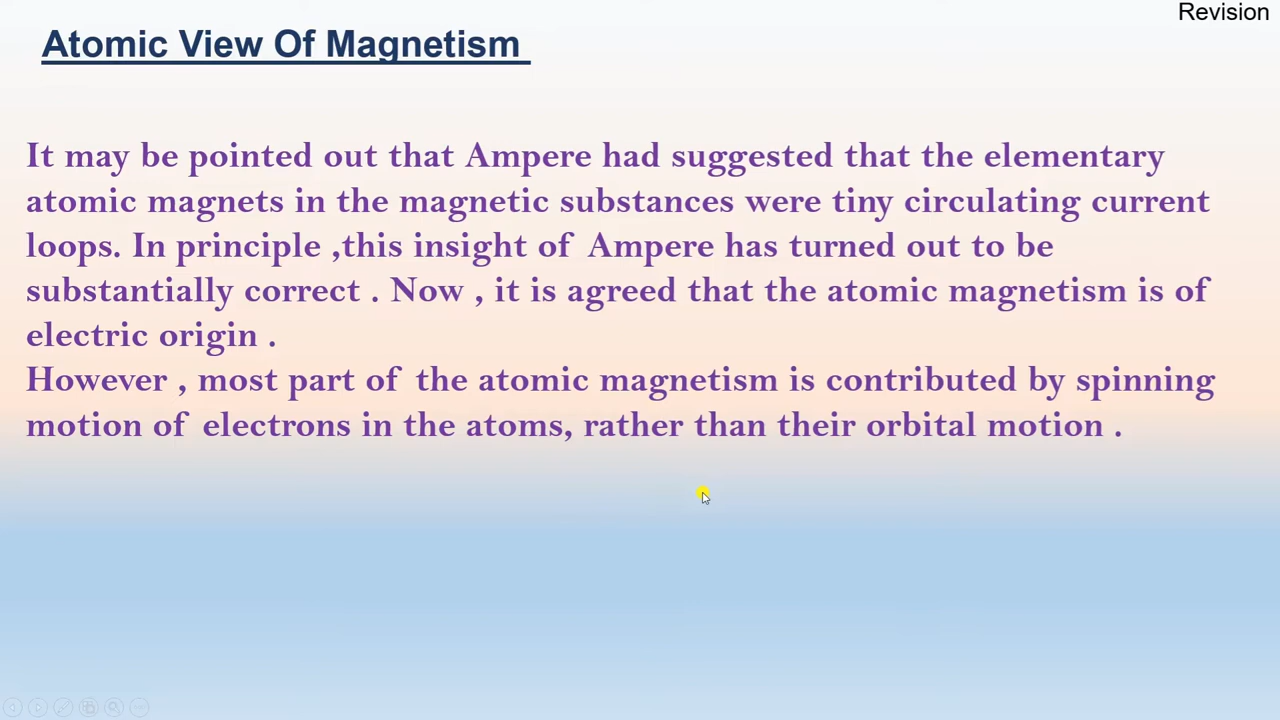 Revision
Atomic View Of Magnetism
It may be pointed out that Ampere had suggested that the elementary
atomic magnets in the magnetic substances were tiny circulating current
loops. In principle ,this insight of Ampere has turned out to be
substantially correct . Now , it is agreed that the atomic magnetism is of
electric origin .
However , most part of the atomic magnetism is contributed by spinning
motion of electrons in the atoms, rather than their orbital motion .